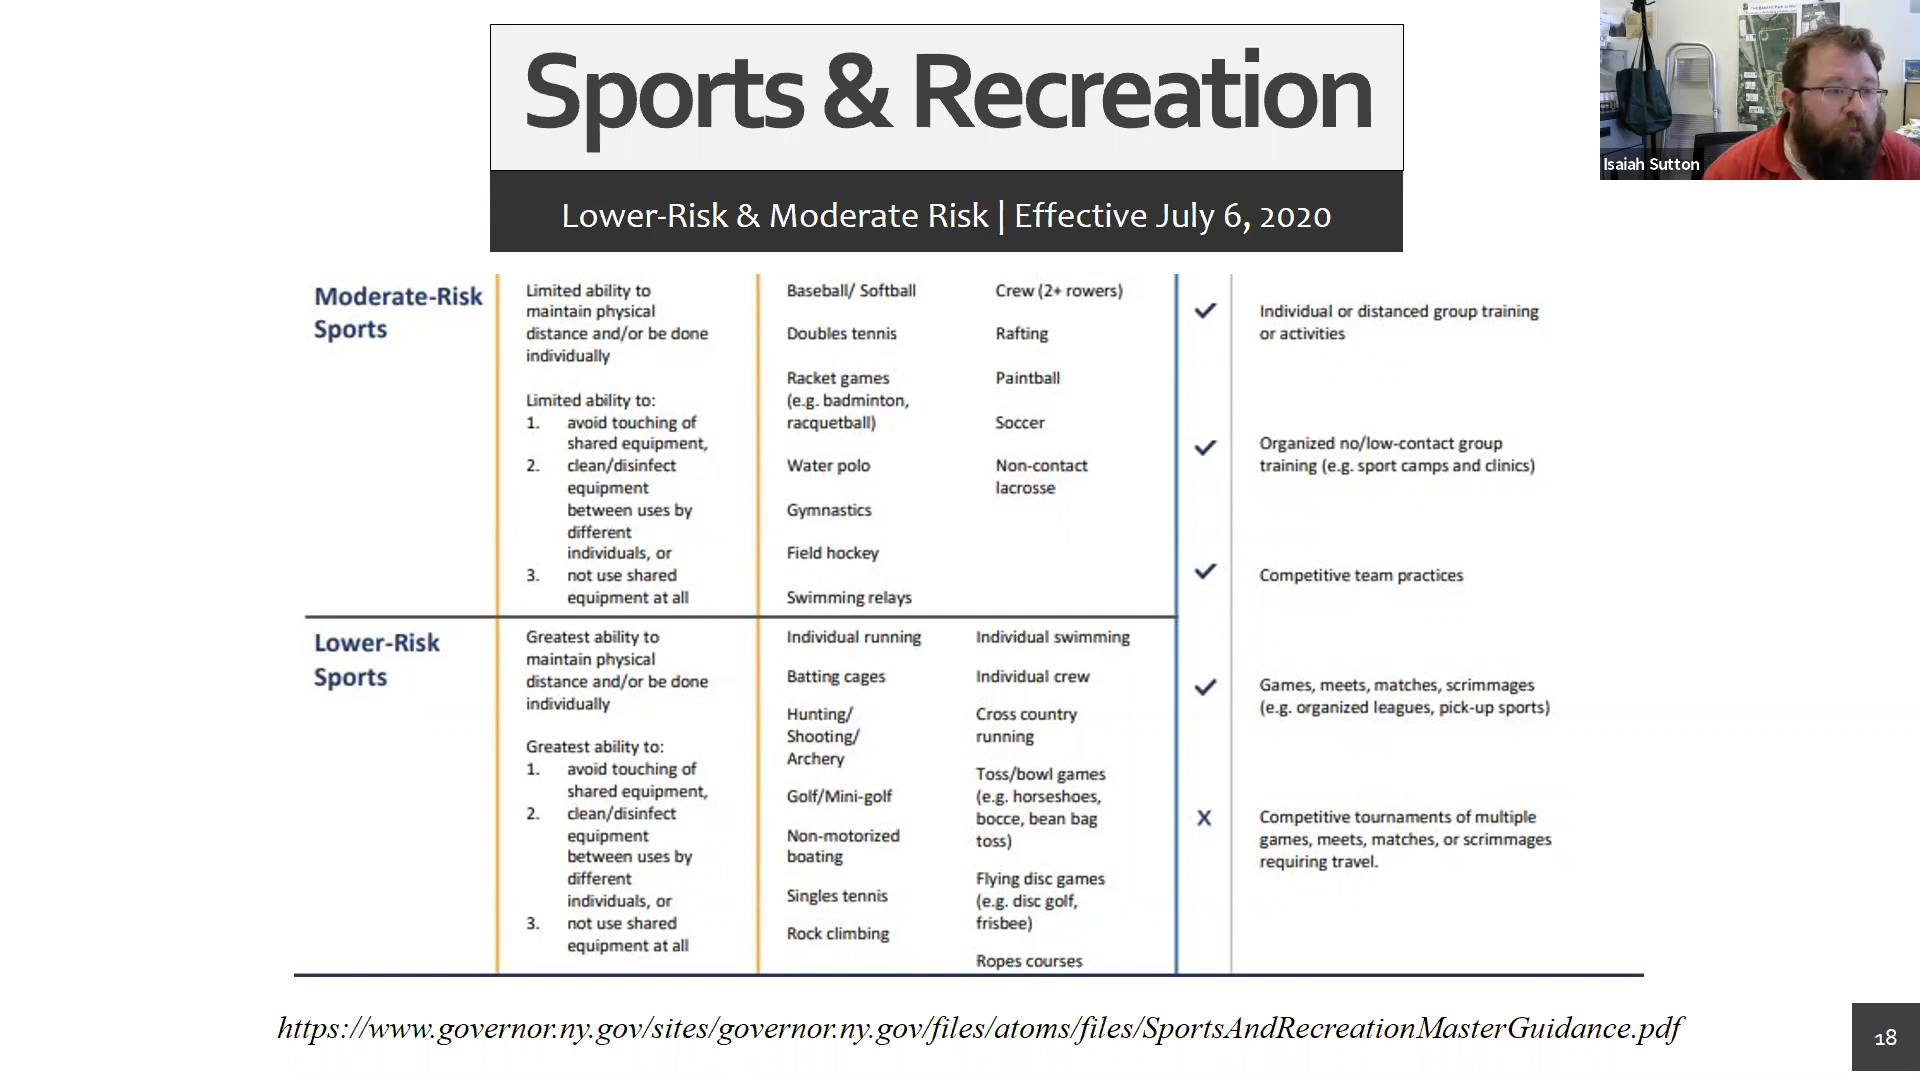 Sports & Recreation
Lower-Risk & Moderate Risk | Effective July 6, 2020
Isaiah Sutton
Moderate-Risk
Sports
Limited ability to
maintain physical
distance and/or be done
individually
Limited ability to:
1. avoid touching of
shared equipment,
2. clean/disinfect
equipment
between uses by
different
individuals, or
3. not use shared
equipment at all
Baseball/ Softball
Doubles tennis
Racket games
(e.g. badminton,
racquetball)
Water polo
Gymnastics
Field hockey
Swimming relays
Crew (2+ rowers)
Rafting
Paintball
Soccer
Non-contact
lacrosse
Lower-Risk
Sports
Greatest ability to
maintain physical
distance and/or be done
individually
Greatest ability to:
1. avoid touching of
shared equipment,
2. clean/disinfect
equipment
between uses by
different
individuals, or
3. not use shared
equipment at all
Individual running
Batting cages
Hunting/
Shooting/
Archery
Golf/Mini-golf
Non-motorized
boating
Singles tennis
Rock climbing
Individual swimming
Individual crew
Cross country
running
Toss/bowl games
(e.g. horseshoes,
bocce, bean bag
toss)
Flying disc games
(e.g. disc golf,
frisbee)
Ropes courses
✓ Individual or distanced group training
or activities
✓ Organized no/low-contact group
training (e.g. sport camps and clinics)
✓ Competitive team practices
✓ Games, meets, matches, scrimmages
(e.g. organized leagues, pick-up sports)
X Competitive tournaments of multiple
games, meets, matches, or scrimmages
requiring travel.
https://www.governor.ny.gov/sites/governor.ny.gov/files/atoms/files/SportsAndRecreationMasterGuidance.pdf
18